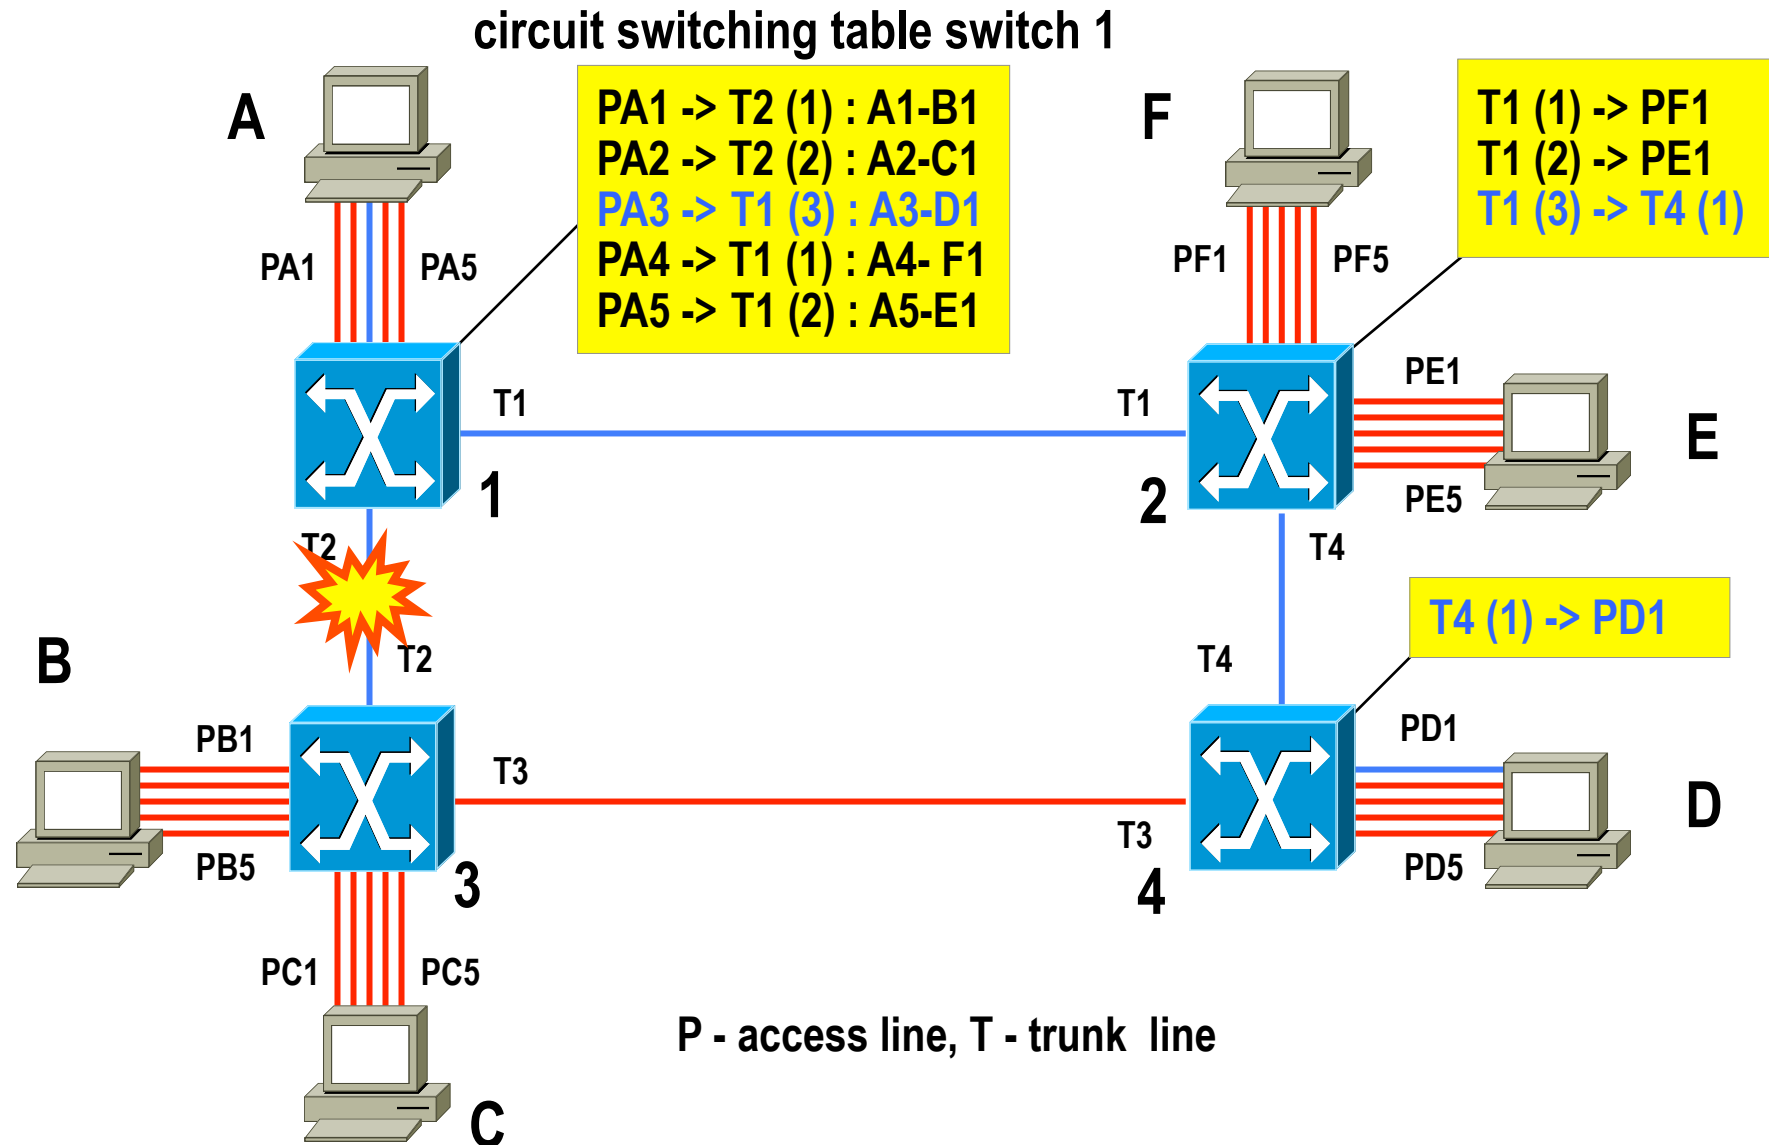 circuit switching table switch 1
A
PA1 -> T2 (1) : A1-B1
PA2 -> T2 (2) : A2-C1
PA3 -> T1 (3) : A3-D1
PA4 -> T1 (1) : A4- F1
PA5 -> T1 (2) : A5-E1
F
T1 (1) -> PF1
T1 (2) -> PE1
T1 (3) -> T4 (1)
PA1
PA5
PF1
PF5
T1
T1
PE1
E
PE5
1
2
T2
T4
T4 (1) -> PD1
B
T2
T4
PB1
PD1
T3
D
T3
PB5
PD5
3
4
PC1
PC5
P - access line, T - trunk line
C